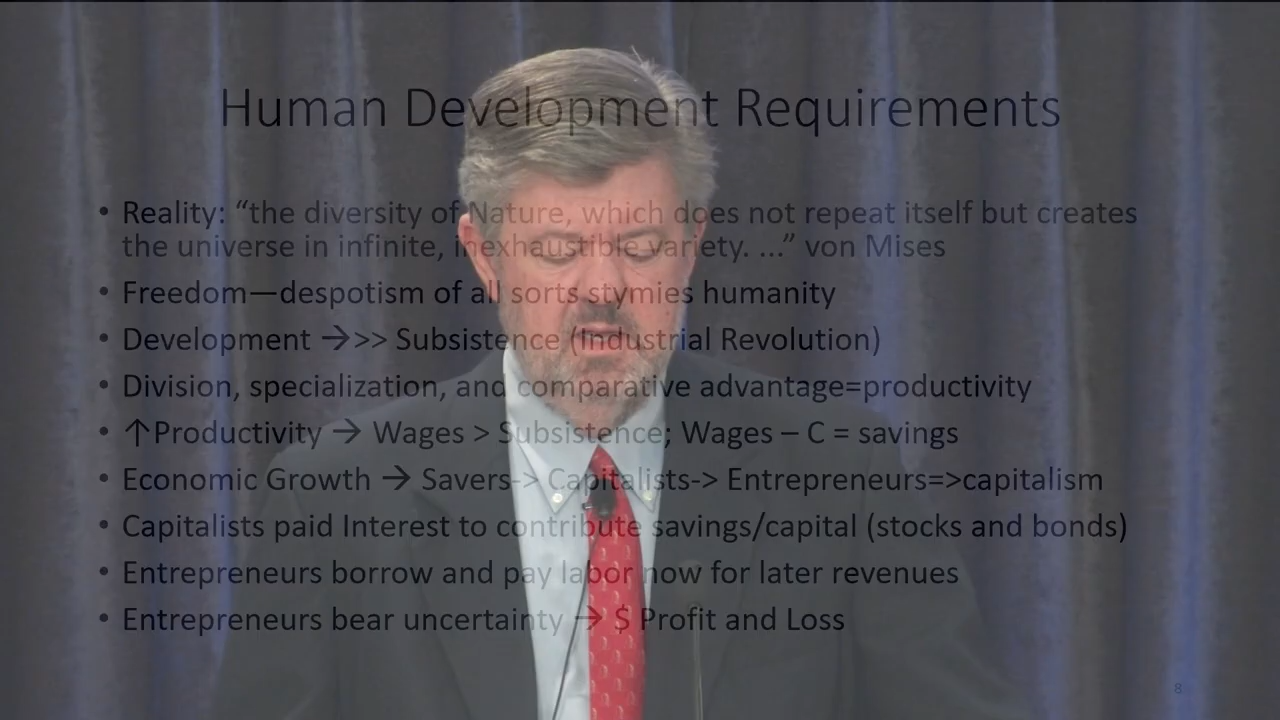 Human Development Requirements
• Reality: “the diversity of Nature, which does not repeat itself but creates
the universe in infinite, inexhaustible variety. ...” von Mises
• Freedom—despotism of all sorts stymies humanity
• Development →>> Subsistence (Industrial Revolution)
• Division, specialization, and comparative advantage=productivity
• ↑Productivity → Wages > Subsistence; Wages – C = savings
• Economic Growth → Savers-> Capitalists-> Entrepreneurs=>capitalism
• Capitalists paid Interest to contribute savings/capital (stocks and bonds)
• Entrepreneurs borrow and pay labor now for later revenues
• Entrepreneurs bear uncertainty → $ Profit and Loss
8